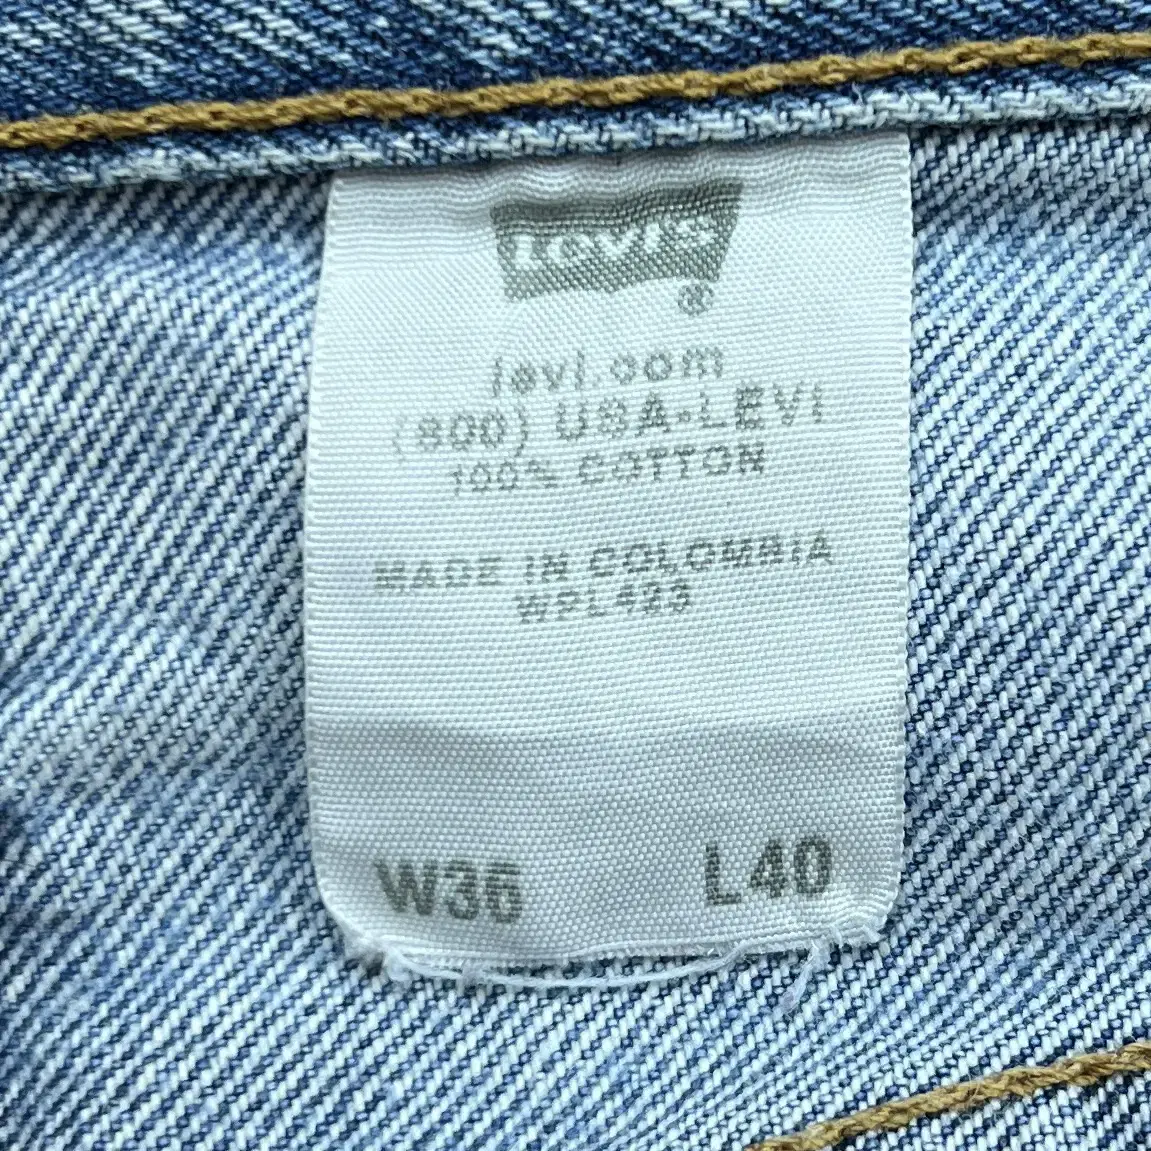 Levi's
®
levi.com
(800) USA-LEVI
100% COTTON
MADE IN COLOMBIA
WPL423
W36 L40